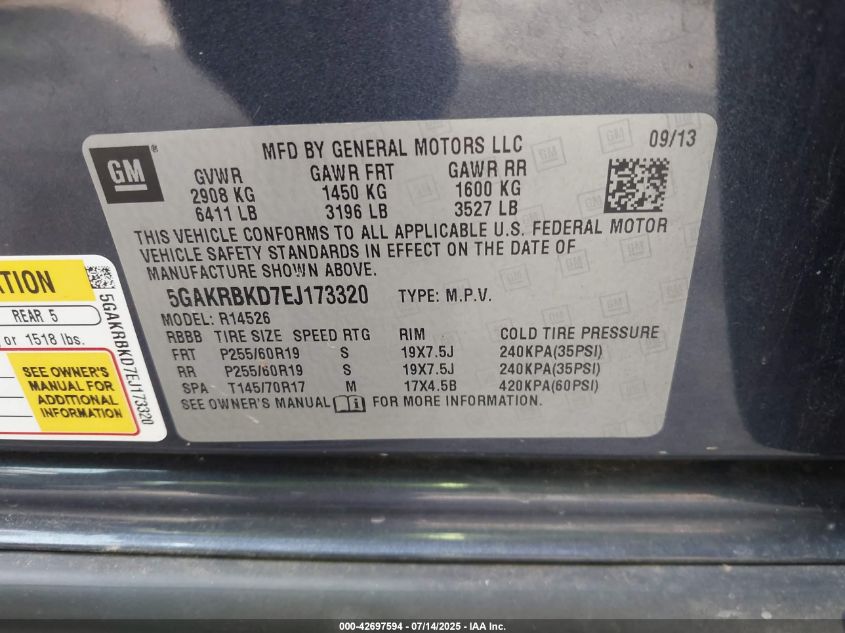 GM ®
MFD BY GENERAL MOTORS LLC
09/13
GVWR GAWR FRT GAWR RR
2908 KG 1450 KG 1600 KG
6411 LB 3196 LB 3527 LB
THIS VEHICLE CONFORMS TO ALL APPLICABLE U.S. FEDERAL MOTOR
VEHICLE SAFETY STANDARDS IN EFFECT ON THE DATE OF
MANUFACTURE SHOWN ABOVE.
5GAKRBKD7EJ173320 TYPE: M.P.V.
MODEL: R14526
RBBB TIRE SIZE SPEED RTG RIM COLD TIRE PRESSURE
FRT P255/60R19 S 19X7.5J 240KPA(35PSI)
RR P255/60R19 S 19X7.5J 240KPA(35PSI)
SPA T145/70R17 M 17X4.5B 420KPA(60PSI)
SEE OWNER'S MANUAL FOR MORE INFORMATION.
ATION
REAR 5
or 1518 lbs.
SEE OWNER'S
MANUAL FOR
ADDITIONAL
INFORMATION
5GAKRBKD7EJ173320
000-42697594 - 07/14/2025 - IAA Inc.